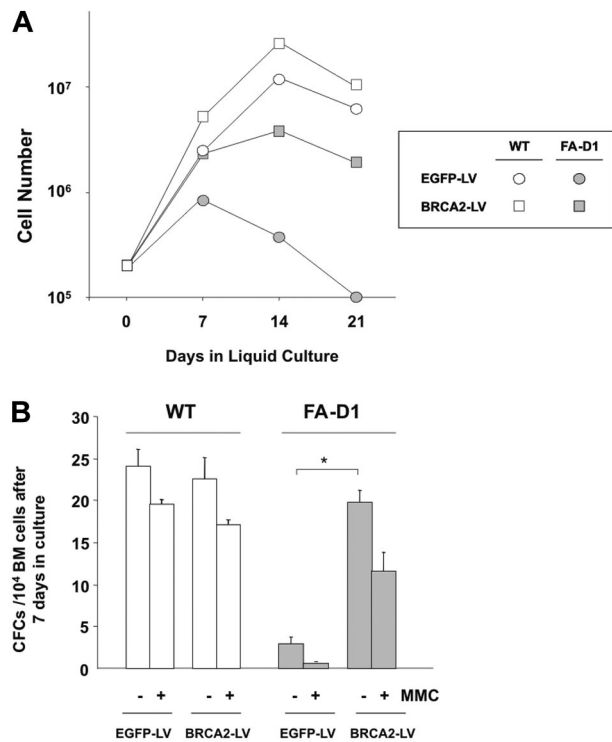 A
Cell Number
10⁷
10⁶
10⁵
0 7 14 21
Days in Liquid Culture
WT FA-D1
EGFP-LV
BRCA2-LV
B
WT FA-D1
CFCs /10⁴ BM cells after
7 days in culture
30
25
20
15
10
5
0
*
- + - + - + - + MMC
EGFP-LV BRCA2-LV EGFP-LV BRCA2-LV